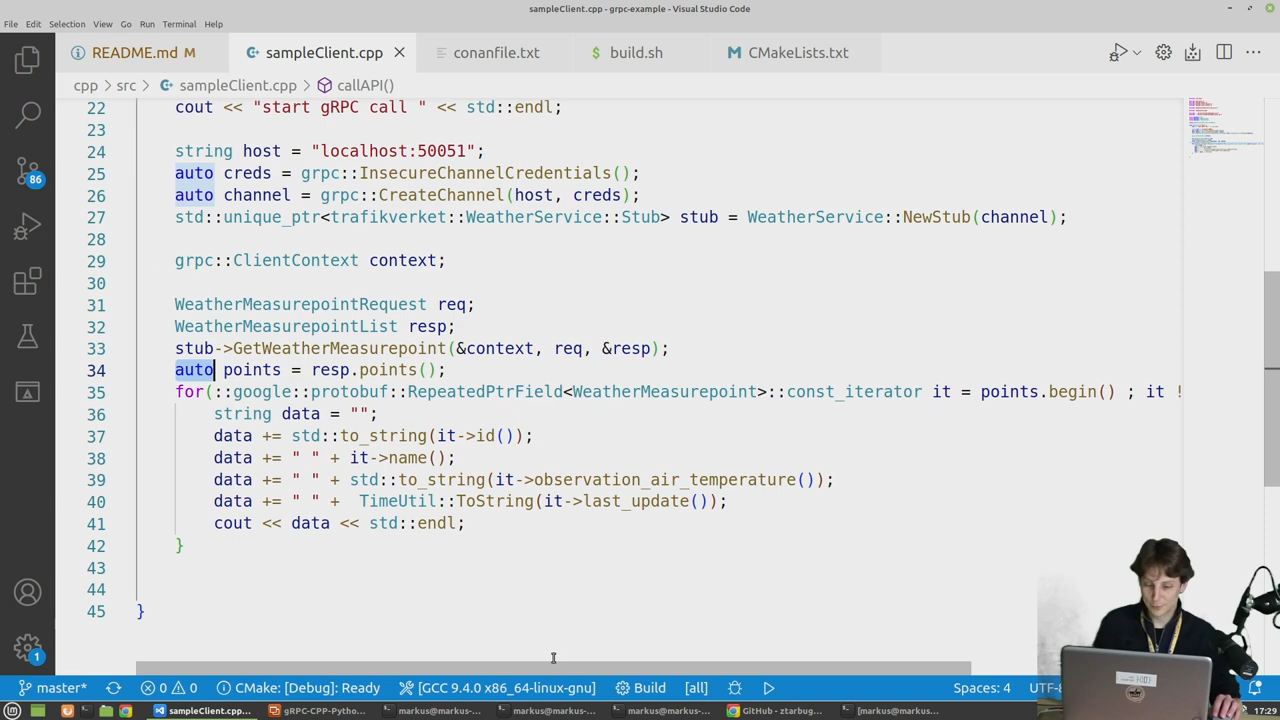 sampleClient.cpp - grpc-example - Visual Studio Code
File Edit Selection View Go Run Terminal Help
README.md M sampleClient.cpp conanfile.txt build.sh CMakeLists.txt
cpp > src > sampleClient.cpp > callAPI()
22 cout << "start gRPC call " << std::endl;
23
24 string host = "localhost:50051";
25 auto creds = grpc::InsecureChannelCredentials();
26 auto channel = grpc::CreateChannel(host, creds);
27 std::unique_ptr<trafikverket::WeatherService::Stub> stub = WeatherService::NewStub(channel);
28
29 grpc::ClientContext context;
30
31 WeatherMeasurepointRequest req;
32 WeatherMeasurepointList resp;
33 stub->GetWeatherMeasurepoint(&context, req, &resp);
34 auto points = resp.points();
35 for(::google::protobuf::RepeatedPtrField<WeatherMeasurepoint>::const_iterator it = points.begin() ; it !
36 string data = "";
37 data += std::to_string(it->id());
38 data += " " + it->name();
39 data += " " + std::to_string(it->observation_air_temperature());
40 data += " " + TimeUtil::ToString(it->last_update());
41 cout << data << std::endl;
42 }
43
44
45 }
86
1
master* 0 0 CMake: [Debug]: Ready [GCC 9.4.0 x86_64-linux-gnu] Build [all] Spaces: 4 UTF-8
sampleClient.cpp... gRPC-CPP-Pytho... markus@mark-... markus@markus-... markus@markus-... GitHub - ztarbug... [markus@markus... 17:29